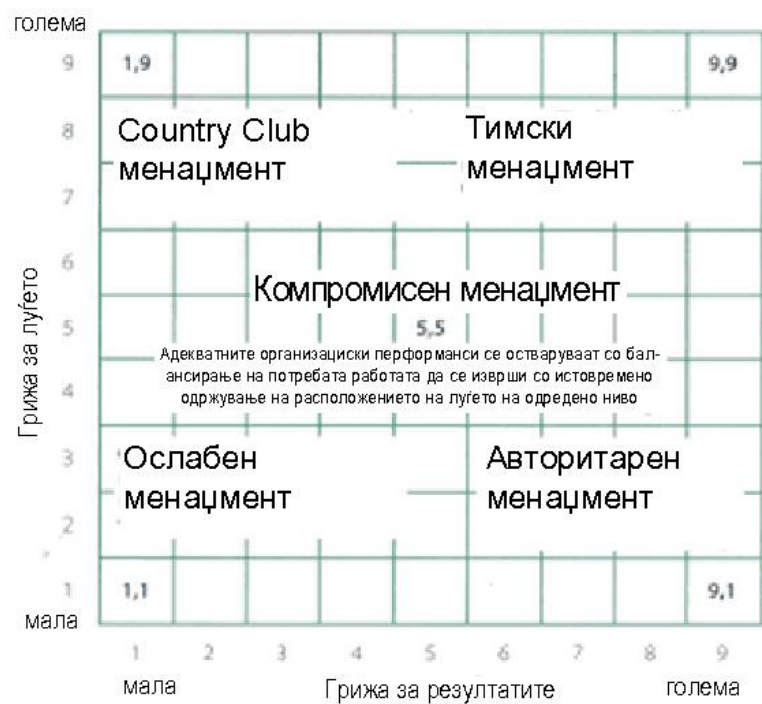 голема
9
1,9
9,9
8
Country Club
менаџмент
Тимски
менаџмент
7
6
Грижа за луѓето
Компромисен менаџмент
5
5,5
Адекватните организациски перформанси се остваруваат со бал-
ансирање на потребата работата да се изврши со истовремено
одржување на расположението на луѓето на одредено ниво
4
3
Ослабен
менаџмент
Авторитарен
менаџмент
2
1
1,1
9,1
мала
1 2 3 4 5 6 7 8 9
мала
Грижа за резултатите
голема